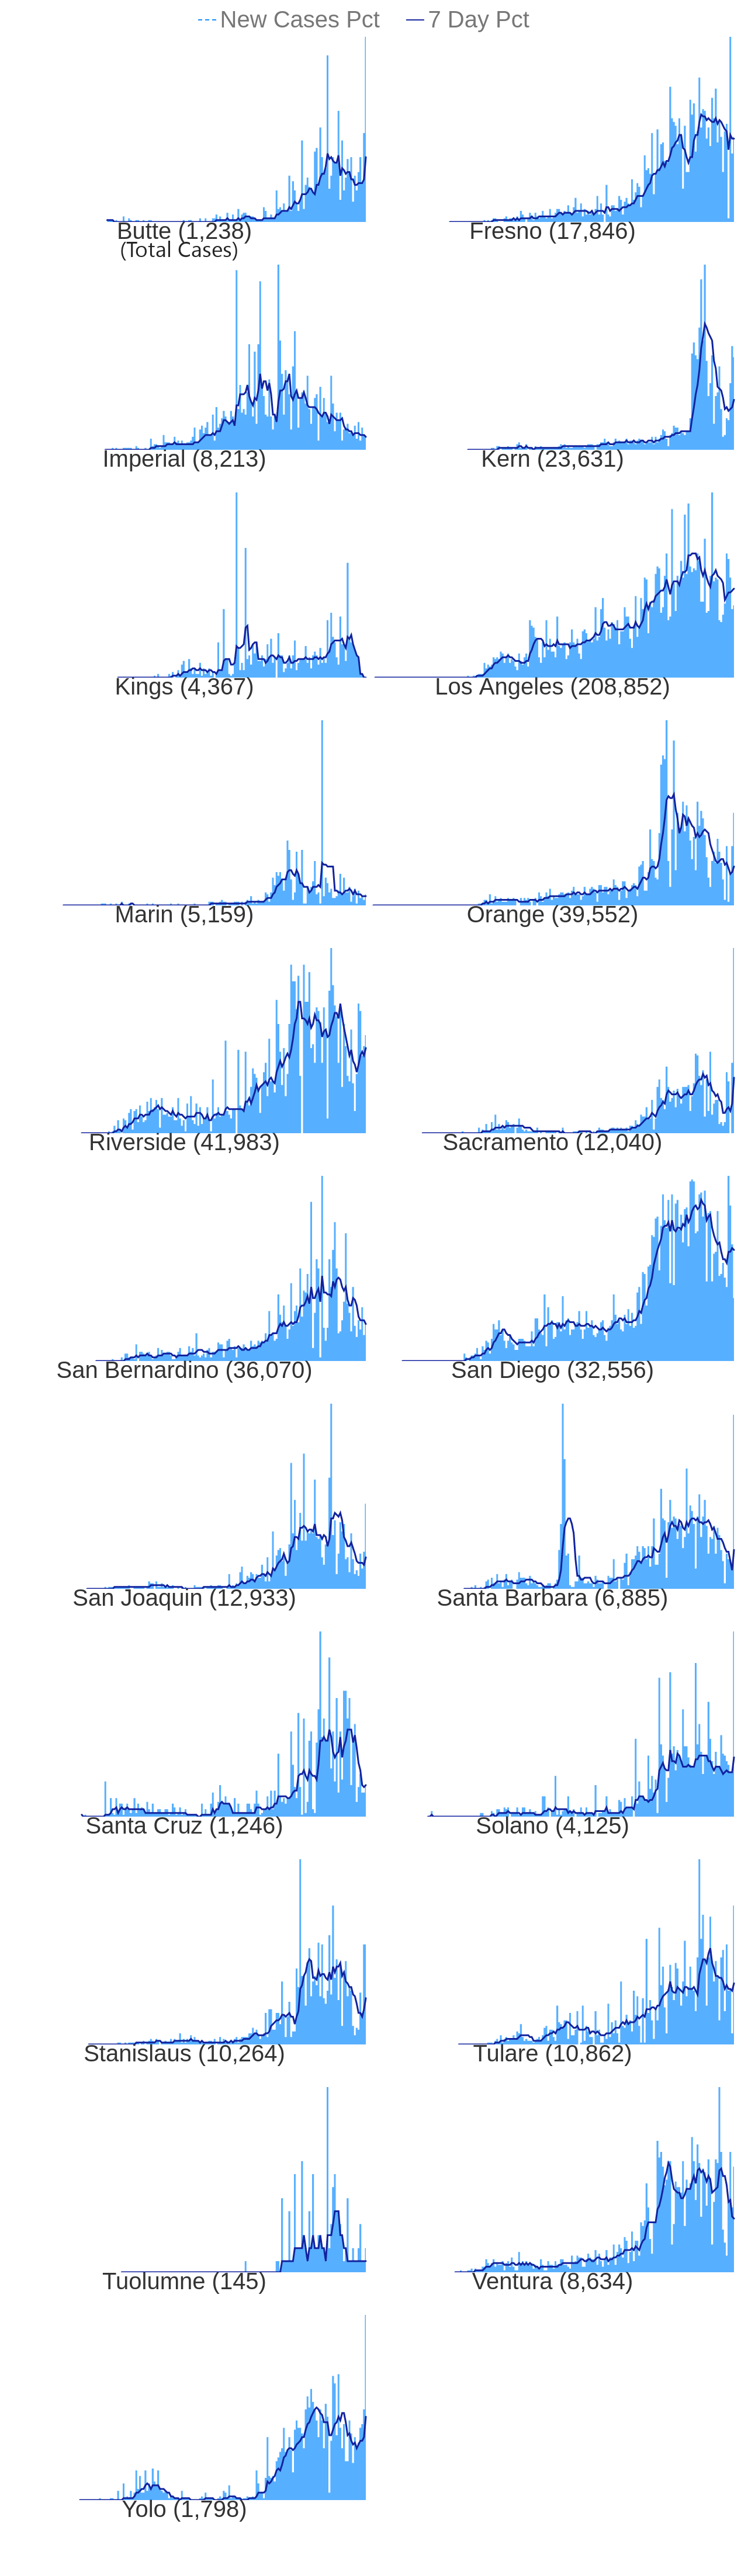 New Cases Pct 7 Day Pct
Butte (1,238) Fresno (17,846)
(Total Cases)
Imperial (8,213) Kern (23,631)
Kings (4,367) Los Angeles (208,852)
Marin (5,159) Orange (39,552)
Riverside (41,983) Sacramento (12,040)
San Bernardino (36,070) San Diego (32,556)
San Joaquin (12,933) Santa Barbara (6,885)
Santa Cruz (1,246) Solano (4,125)
Stanislaus (10,264) Tulare (10,862)
Tuolumne (145) Ventura (8,634)
Yolo (1,798)